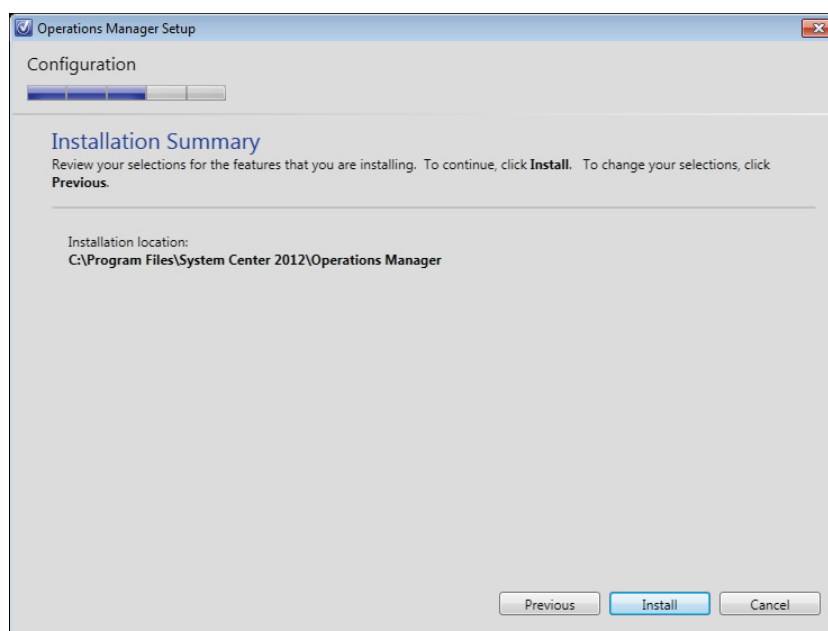 Operations Manager Setup
Configuration
Installation Summary
Review your selections for the features that you are installing. To continue, click Install. To change your selections, click
Previous.
Installation location:
C:\Program Files\System Center 2012\Operations Manager
Previous
Install
Cancel